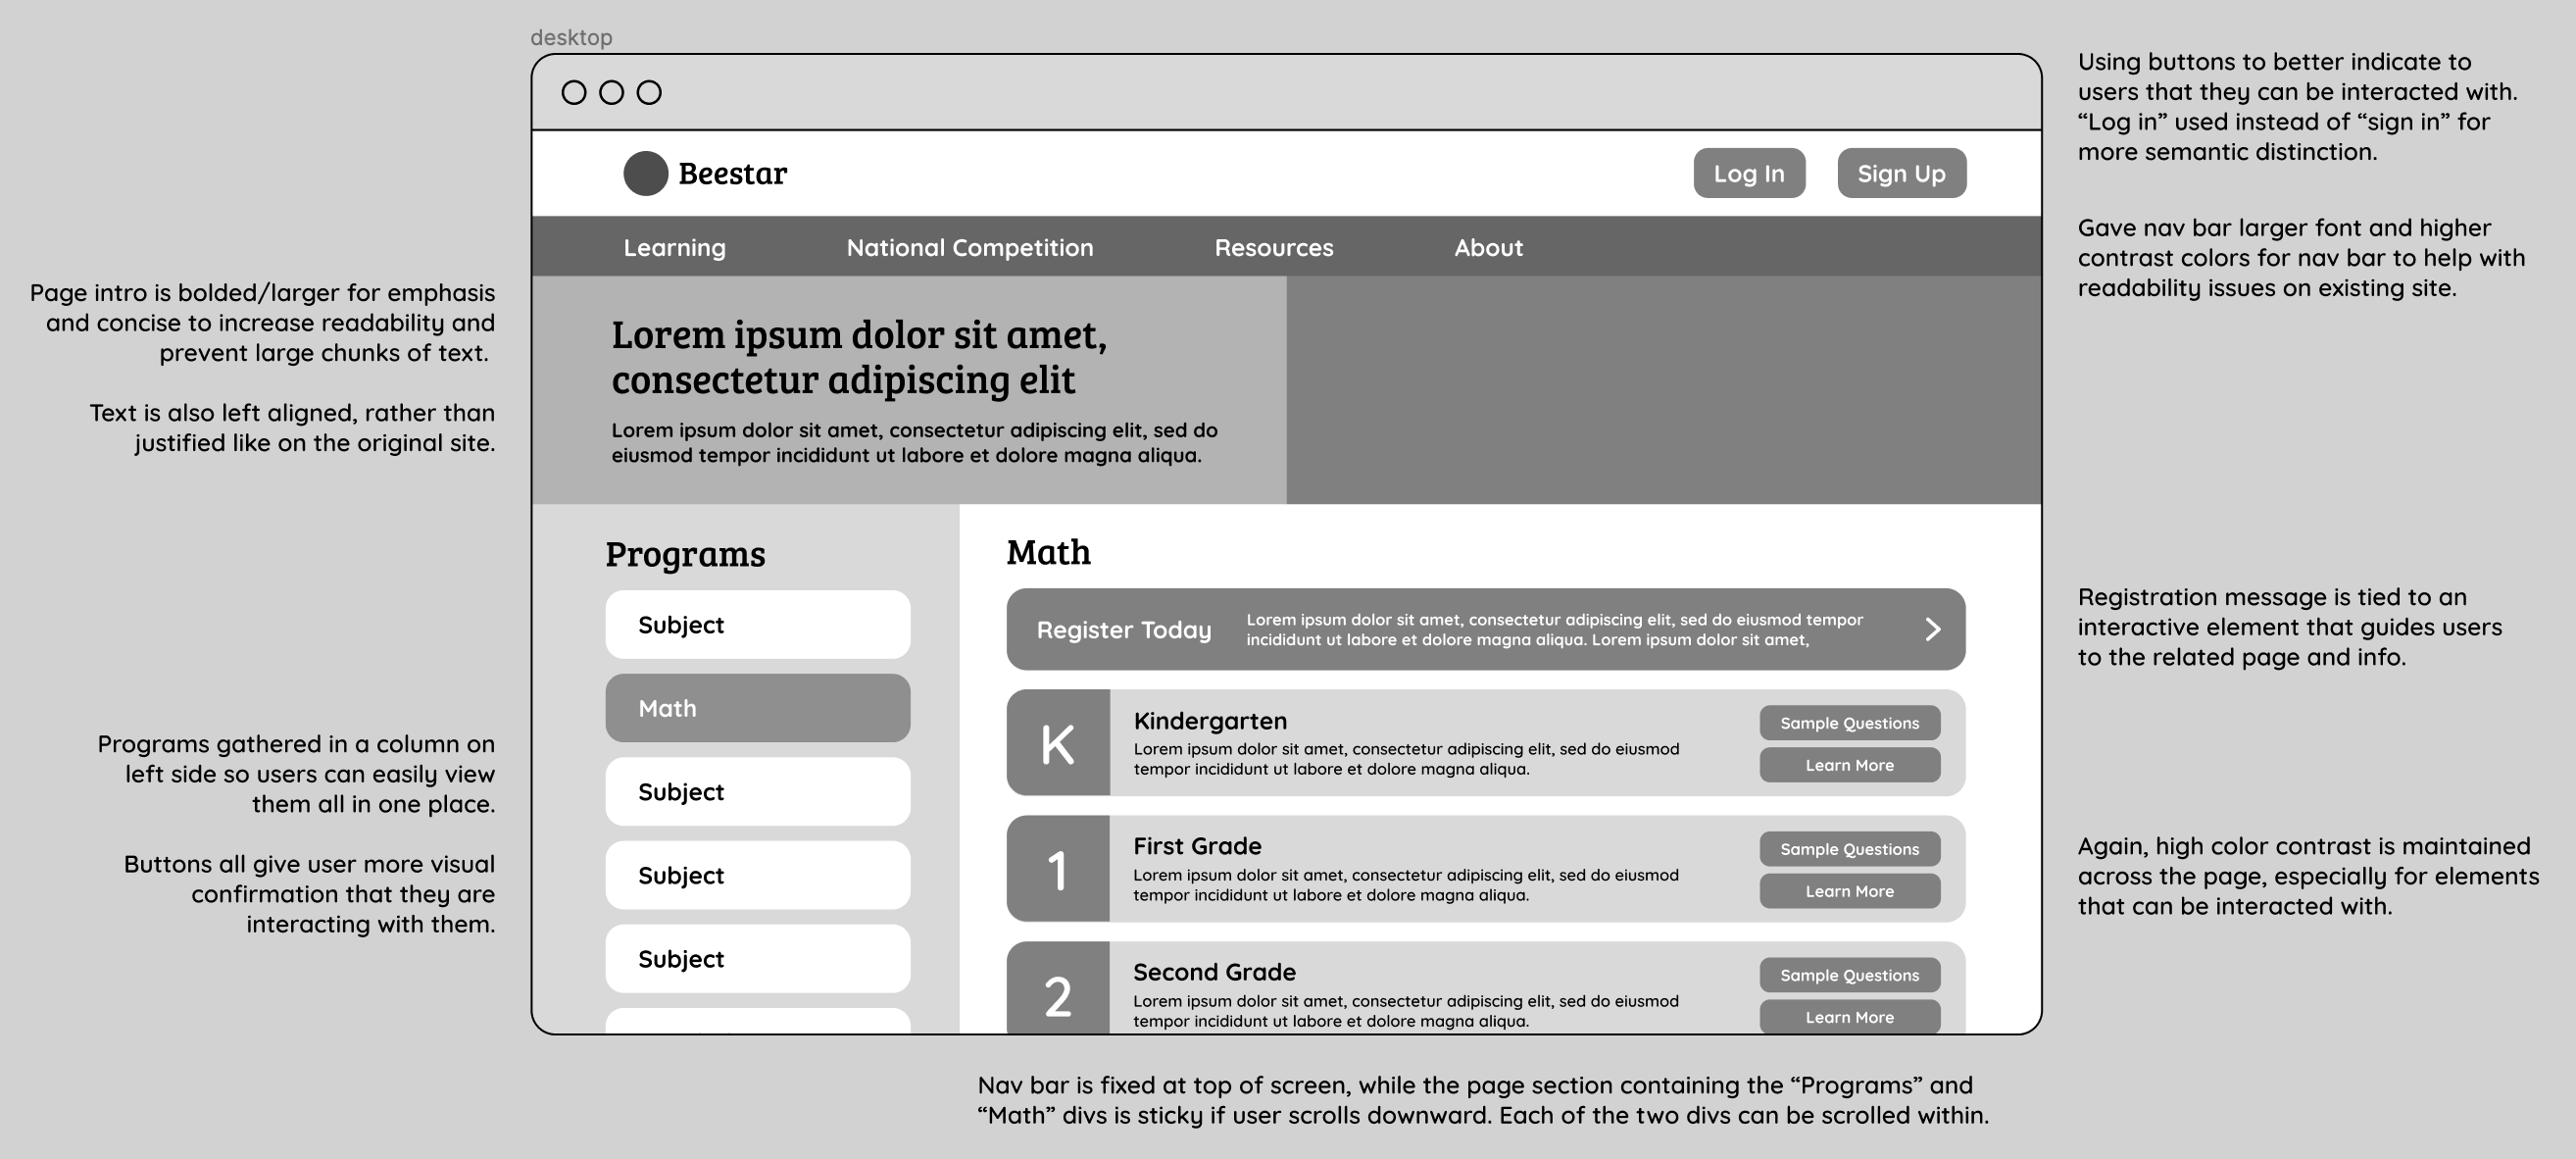 desktop
Beestar
Log In
Sign Up
Learning
National Competition
Resources
About
Lorem ipsum dolor sit amet,
consectetur adipiscing elit
Lorem ipsum dolor sit amet, consectetur adipiscing elit, sed do
eiusmod tempor incididunt ut labore et dolore magna aliqua.
Programs
Subject
Math
Subject
Subject
Subject
Math
Register Today
Lorem ipsum dolor sit amet, consectetur adipiscing elit, sed do eiusmod tempor
incididunt ut labore et dolore magna aliqua. Lorem ipsum dolor sit amet,
K
Kindergarten
Lorem ipsum dolor sit amet, consectetur adipiscing elit, sed do eiusmod
tempor incididunt ut labore et dolore magna aliqua.
Sample Questions
Learn More
1
First Grade
Lorem ipsum dolor sit amet, consectetur adipiscing elit, sed do eiusmod
tempor incididunt ut labore et dolore magna aliqua.
Sample Questions
Learn More
2
Second Grade
Lorem ipsum dolor sit amet, consectetur adipiscing elit, sed do eiusmod
tempor incididunt ut labore et dolore magna aliqua.
Sample Questions
Learn More
Page intro is bolded/larger for emphasis
and concise to increase readability and
prevent large chunks of text.
Text is also left aligned, rather than
justified like on the original site.
Programs gathered in a column on
left side so users can easily view
them all in one place.
Buttons all give user more visual
confirmation that they are
interacting with them.
Using buttons to better indicate to
users that they can be interacted with.
“Log in” used instead of “sign in” for
more semantic distinction.
Gave nav bar larger font and higher
contrast colors for nav bar to help with
readability issues on existing site.
Registration message is tied to an
interactive element that guides users
to the related page and info.
Again, high color contrast is maintained
across the page, especially for elements
that can be interacted with.
Nav bar is fixed at top of screen, while the page section containing the “Programs” and
“Math” divs is sticky if user scrolls downward. Each of the two divs can be scrolled within.